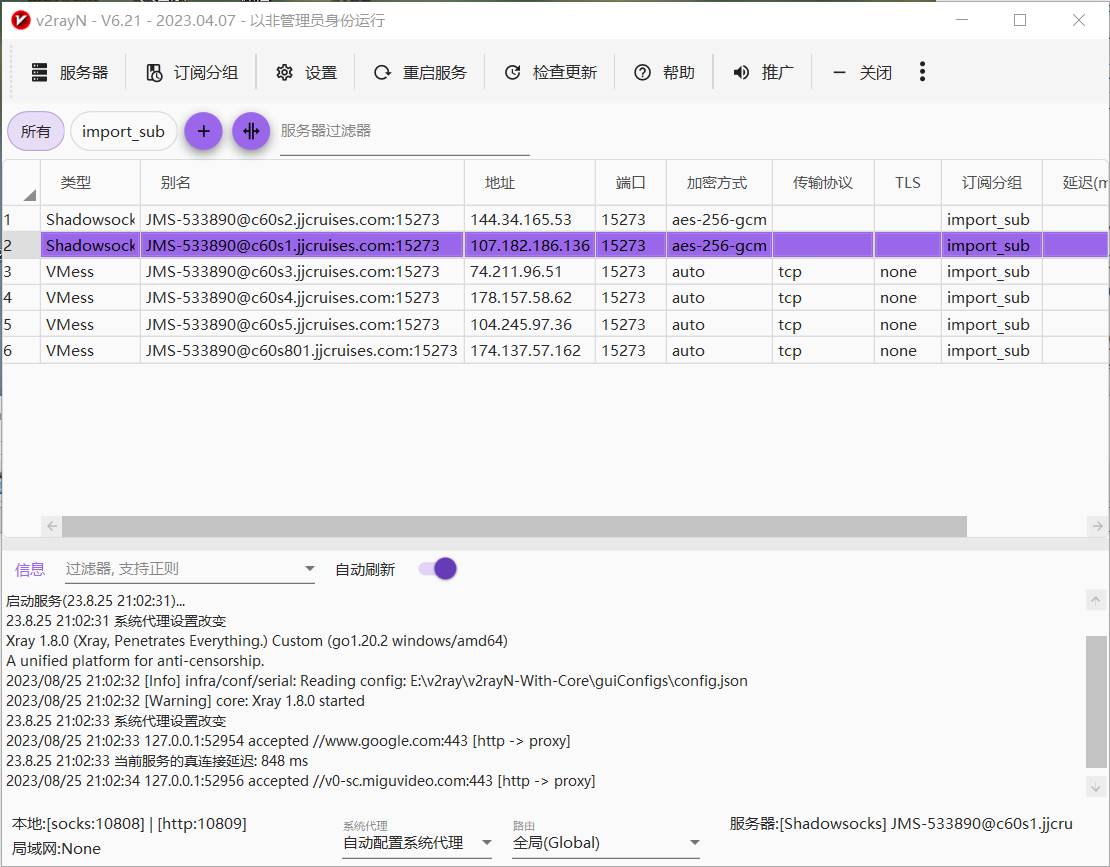 v2rayN - V6.21 - 2023.04.07 - 以非管理员身份运行
服务器 订阅分组 设置 重启服务 检查更新 帮助 推广 关闭
所有 import_sub 服务器过滤器
类型 别名 地址 端口 加密方式 传输协议 TLS 订阅分组 延迟(m
1 Shadowsock JMS-533890@c60s2.jjcruises.com:15273 144.34.165.53 15273 aes-256-gcm import_sub
2 Shadowsock JMS-533890@c60s1.jjcruises.com:15273 107.182.186.136 15273 aes-256-gcm import_sub
3 VMess JMS-533890@c60s3.jjcruises.com:15273 74.211.96.51 15273 auto tcp none import_sub
4 VMess JMS-533890@c60s4.jjcruises.com:15273 178.157.58.62 15273 auto tcp none import_sub
5 VMess JMS-533890@c60s5.jjcruises.com:15273 104.245.97.36 15273 auto tcp none import_sub
6 VMess JMS-533890@c60s801.jjcruises.com:15273 174.137.57.162 15273 auto tcp none import_sub
信息 过滤器, 支持正则 自动刷新
启动服务(23.8.25 21:02:31)...
23.8.25 21:02:31 系统代理设置改变
Xray 1.8.0 (Xray, Penetrates Everything.) Custom (go1.20.2 windows/amd64)
A unified platform for anti-censorship.
2023/08/25 21:02:32 [Info] infra/conf/serial: Reading config: E:\v2ray\v2rayN-With-Core\guiConfigs\config.json
2023/08/25 21:02:32 [Warning] core: Xray 1.8.0 started
23.8.25 21:02:33 系统代理设置改变
2023/08/25 21:02:33 127.0.0.1:52954 accepted //www.google.com:443 [http -> proxy]
23.8.25 21:02:33 当前服务的真连接延迟: 848 ms
2023/08/25 21:02:34 127.0.0.1:52956 accepted //v0-sc.miguvideo.com:443 [http -> proxy]
本地:[socks:10808] | [http:10809] 系统代理 路由 服务器:[Shadowsocks] JMS-533890@c60s1.jjcru
局域网:None 自动配置系统代理 全局(Global)